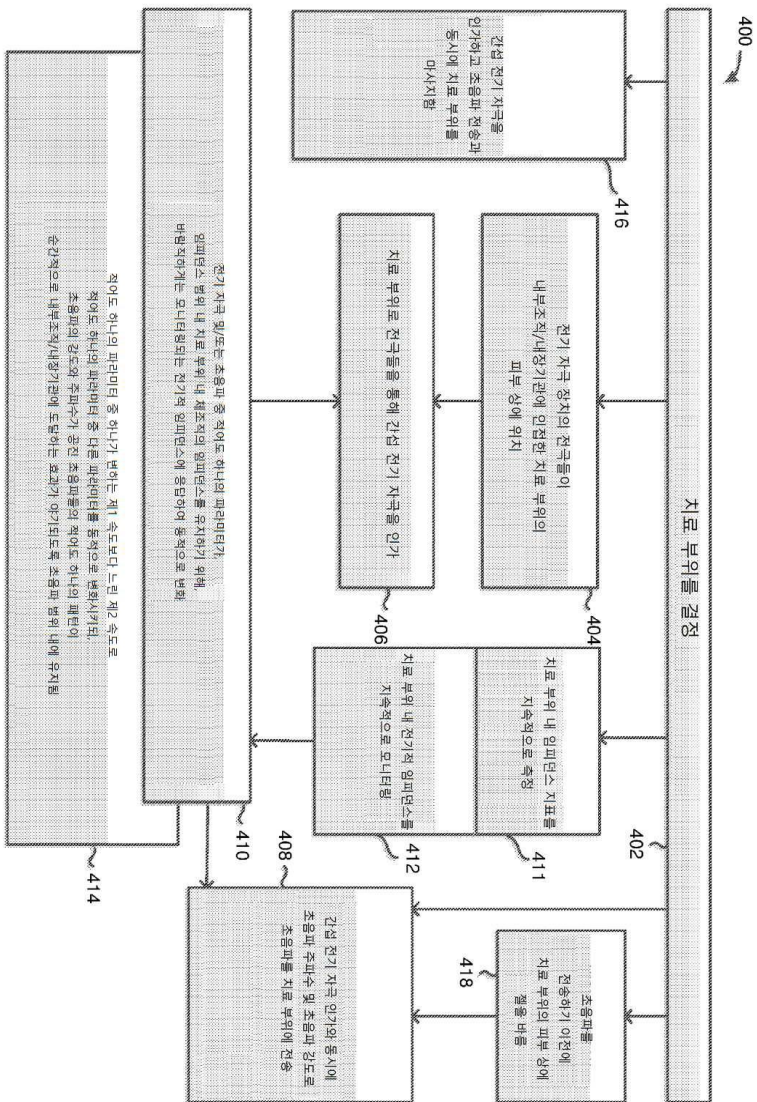 400
치료 부위를 결정
402
간섭 전기 자극을
인가하고 초음파 전송과
동시에 치료 부위를
마사지함
416
전기 자극 장치의 전극들이
내부조직/내장기관에 인접한 치료 부위의
피부 상에 위치
404
치료 부위로 전극들을 통해 간섭 전기 자극을 인가
406
치료 부위 내 임피던스 지표를
지속적으로 측정
411
치료 부위 내 전기적 임피던스를
지속적으로 모니터링
412
초음파를
전송하기 이전에
치료 부위의 피부 상에
젤을 바름
418
간섭 전기 자극 인가와 동시에
초음파 주파수 및 초음파 강도로
초음파를 치료 부위에 전송
408
전기 자극 및/또는 초음파 중 적어도 하나의 파라미터가,
임피던스 범위 내 치료 부위 내 체조직의 임피던스를 유지하기 위해,
바람직하게는 모니터링되는 전기적 임피던스에 응답하여 동적으로 변화
410
적어도 하나의 파라미터 중 하나가 변하는 제1 속도보다 느린 제2 속도로
적어도 하나의 파라미터 중 다른 파라미터를 동적으로 변화시키되,
초음파의 강도와 주파수가 공진 초음파들의 적어도 하나의 패턴이
순간적으로 내부조직/내장기관에 도달하는 효과가 야기되도록 초음파 범위 내에 유지됨
414